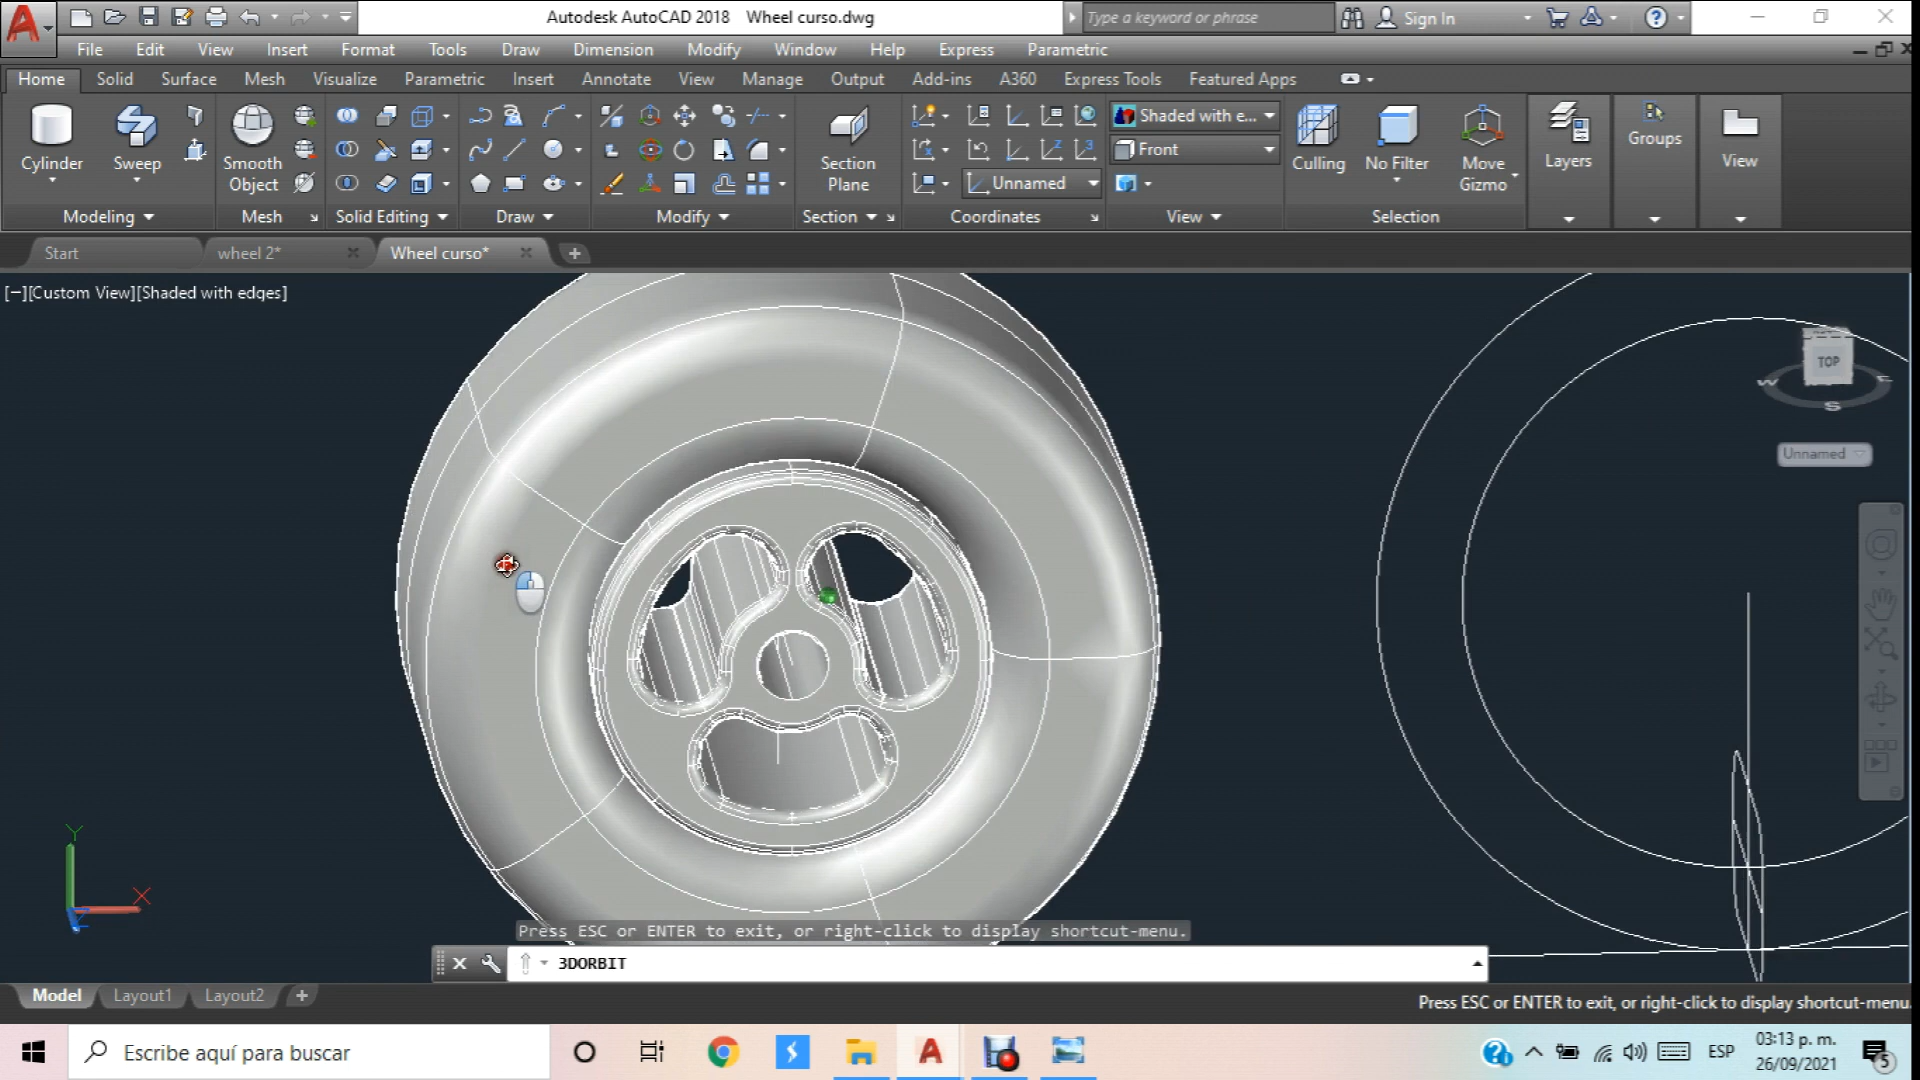 Autodesk AutoCAD 2018 Wheel curso.dwg
Type a keyword or phrase
Sign In
File Edit View Insert Format Tools Draw Dimension Modify Window Help Express Parametric
Home Solid Surface Mesh Visualize Parametric Insert Annotate View Manage Output Add-ins A360 Express Tools Featured Apps
Cylinder
Sweep
Smooth Object
Section Plane
Unnamed
Shaded with e...
Front
Culling
No Filter
Move Gizmo
Layers
Groups
View
Modeling Mesh Solid Editing Draw Modify Section Coordinates View Selection
Start wheel 2* Wheel curso*
[−][Custom View][Shaded with edges]
TOP
W
S
Unnamed
Y
X
Press ESC or ENTER to exit, or right-click to display shortcut-menu.
3DORBIT
Model Layout1 Layout2
Press ESC or ENTER to exit, or right-click to display shortcut-menu.
Escribe aquí para buscar
ESP
03:13 p. m.
26/09/2021
5